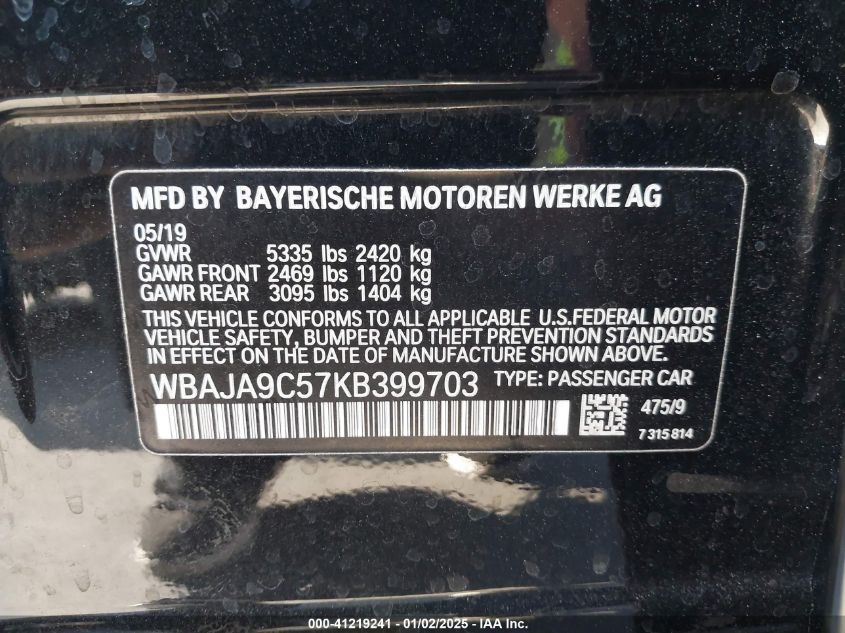 MFD BY BAYERISCHE MOTOREN WERKE AG
05/19
GVWR 5335 lbs 2420 kg
GAWR FRONT 2469 lbs 1120 kg
GAWR REAR 3095 lbs 1404 kg
THIS VEHICLE CONFORMS TO ALL APPLICABLE U.S.FEDERAL MOTOR
VEHICLE SAFETY, BUMPER AND THEFT PREVENTION STANDARDS
IN EFFECT ON THE DATE OF MANUFACTURE SHOWN ABOVE.
WBAJA9C57KB399703 TYPE: PASSENGER CAR
475/9
7 315 814
000-41219241 - 01/02/2025 - IAA Inc.